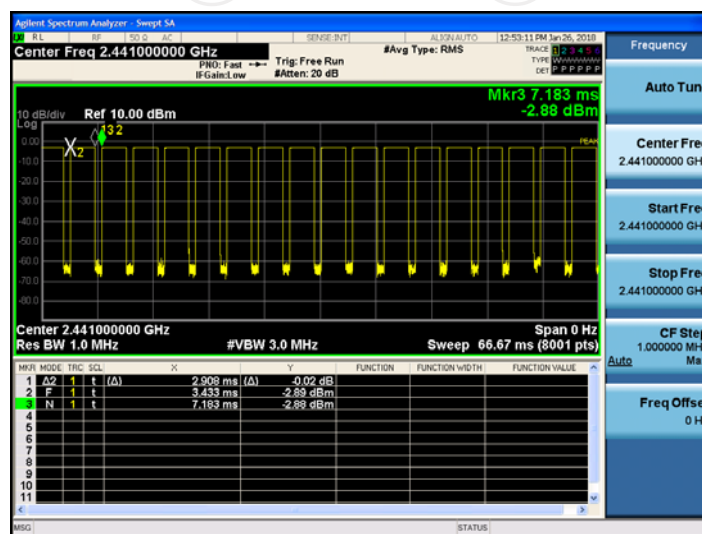 Agilent Spectrum Analyzer - Swept SA
LXI RL RF 50 Ω AC SENSE:INT ALIGN AUTO 12:53:11 PM Jan 26, 2018
Center Freq 2.441000000 GHz #Avg Type: RMS TRACE 1 2 3 4 5 6
PNO: Fast Trig: Free Run TYPE WWWWWW
IFGain:Low #Atten: 20 dB DET P P P P P P
Frequency
Auto Tun
Mkr3 7.183 ms
10 dB/div Ref 10.00 dBm -2.88 dBm
Log
1 3 2
0.00 X2 PEAK
-10.0
-20.0
-30.0
-40.0
-50.0
-60.0
-70.0
-80.0
Center Fre
2.441000000 GH
Start Fre
2.441000000 GH
Stop Fre
2.441000000 GH
Center 2.441000000 GHz Span 0 Hz
Res BW 1.0 MHz #VBW 3.0 MHz Sweep 66.67 ms (8001 pts)
CF Step
1.000000 MH
Auto Ma
MKR MODE TRC SCL X Y FUNCTION FUNCTION WIDTH FUNCTION VALUE
1 Δ2 1 t (Δ) 2.908 ms (Δ) -0.02 dB
2 F 1 t 3.433 ms -2.89 dBm
3 N 1 t 7.183 ms -2.88 dBm
4
5
6
7
8
9
10
11
Freq Offse
0 H
MSG STATUS